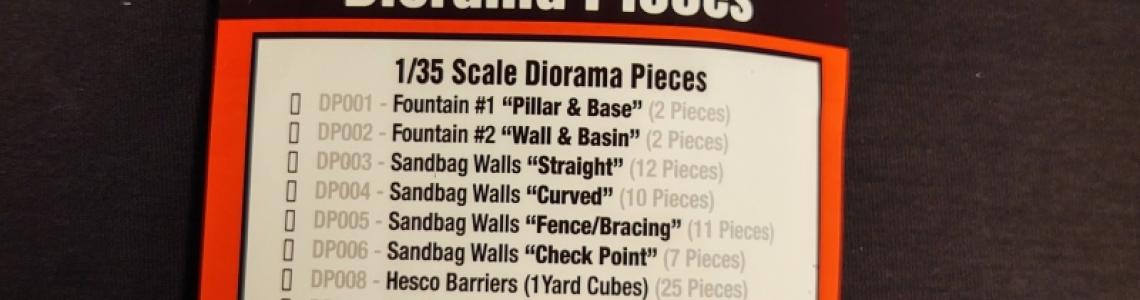 Diorama Pieces
1/35 Scale Diorama Pieces
DP001 - Fountain #1 “Pillar & Base” (2 Pieces)
DP002 - Fountain #2 “Wall & Basin” (2 Pieces)
DP003 - Sandbag Walls “Straight” (12 Pieces)
DP004 - Sandbag Walls “Curved” (10 Pieces)
DP005 - Sandbag Walls “Fence/Bracing” (11 Pieces)
DP006 - Sandbag Walls “Check Point” (7 Pieces)
DP008 - Hesco Barriers (1Yard Cubes) (25 Pieces)